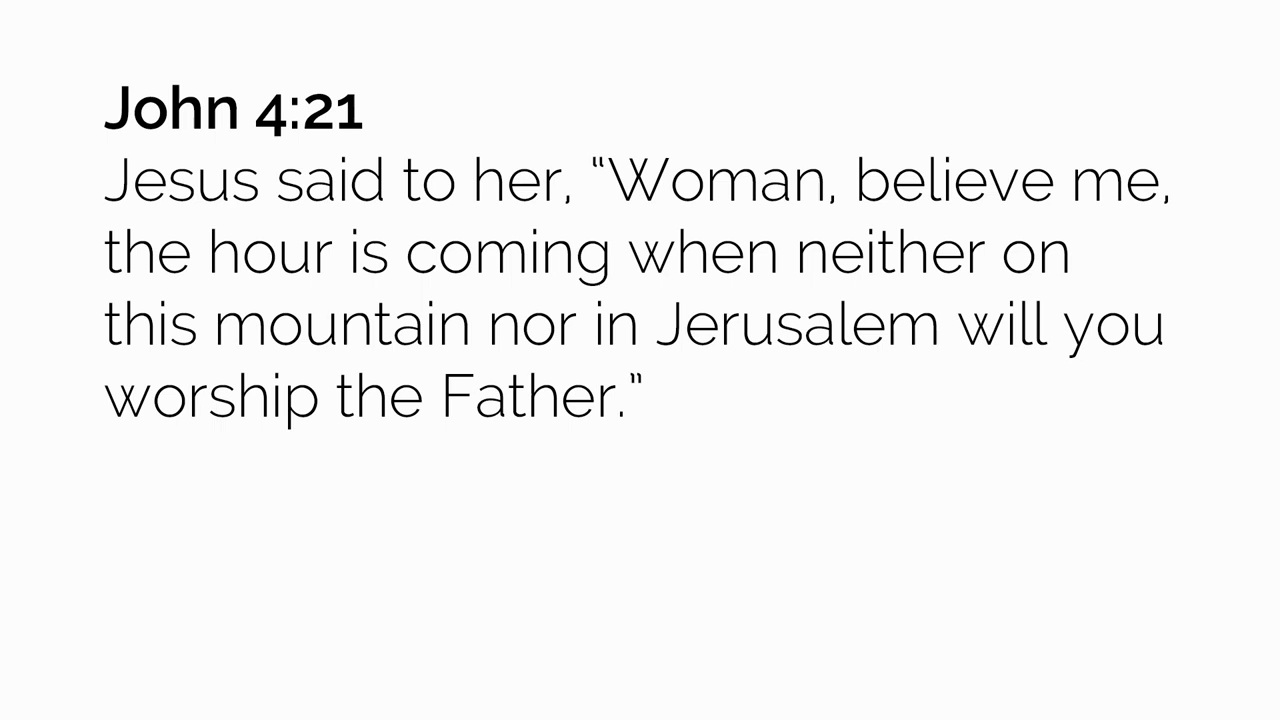 John 4:21
Jesus said to her, “Woman, believe me,
the hour is coming when neither on
this mountain nor in Jerusalem will you
worship the Father.”